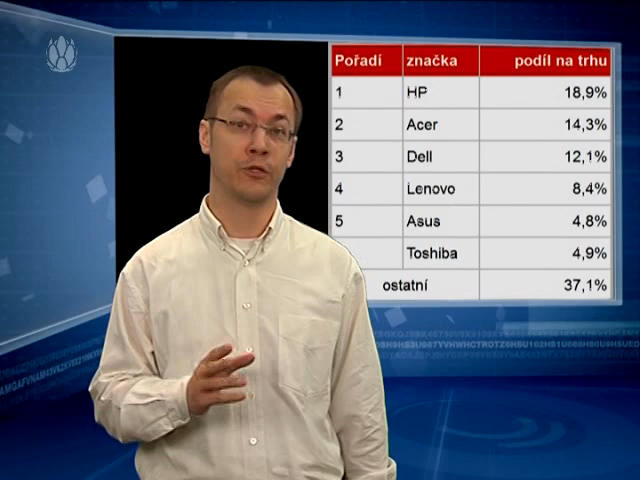 Pořadí značka podíl na trhu
1 HP 18,9%
2 Acer 14,3%
3 Dell 12,1%
4 Lenovo 8,4%
5 Asus 4,8%
Toshiba 4,9%
ostatní 37,1%